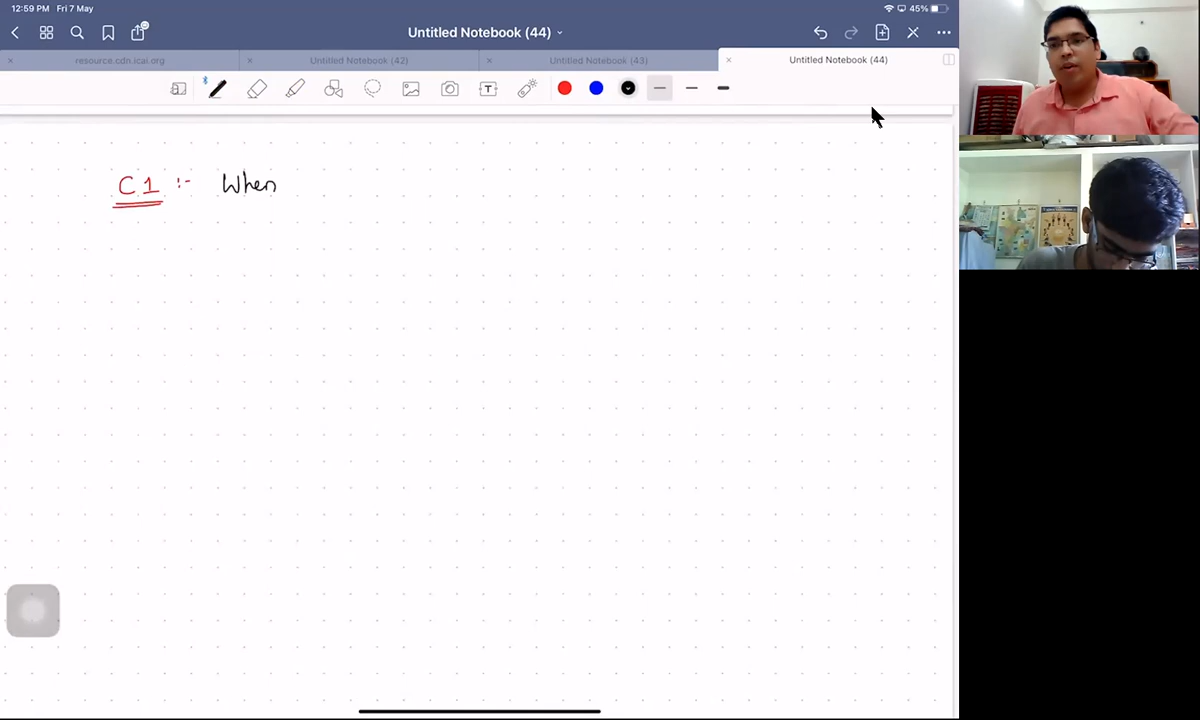 12:59 PM Fri 7 May
45%
Untitled Notebook (44)
resource.cdn.icai.org
Untitled Notebook (42)
Untitled Notebook (43)
Untitled Notebook (44)
T
C1 :- When